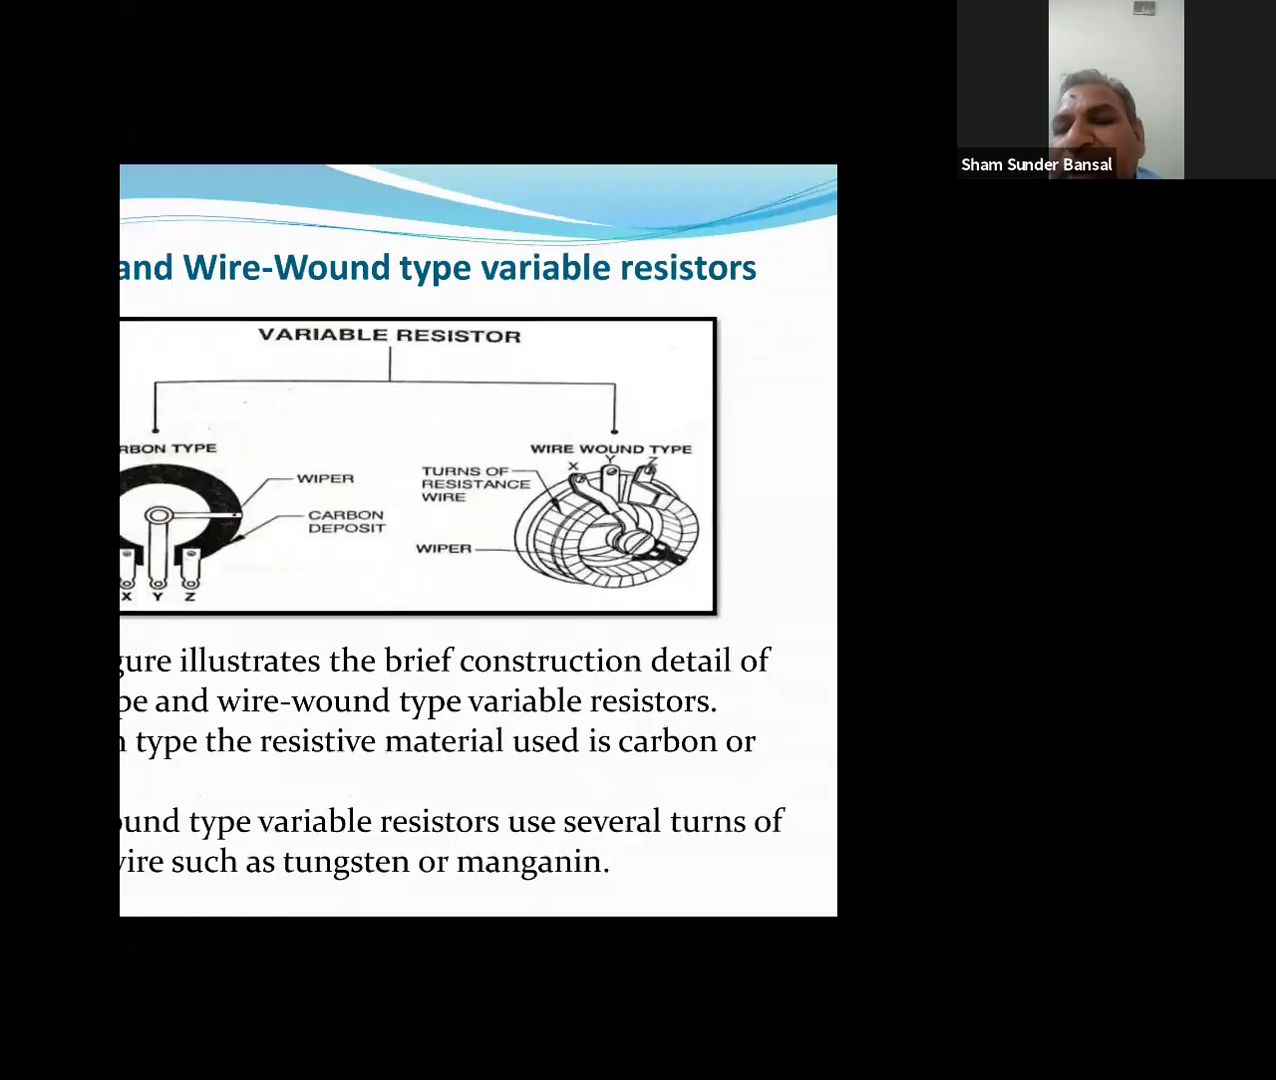 Sham Sunder Bansal
and Wire-Wound type variable resistors
VARIABLE RESISTOR
RBON TYPE
WIRE WOUND TYPE
X Y Z
WIPER
TURNS OF
RESISTANCE
WIRE
CARBON
DEPOSIT
WIPER
X Y Z
gure illustrates the brief construction detail of
pe and wire-wound type variable resistors.
n type the resistive material used is carbon or
ound type variable resistors use several turns of
wire such as tungsten or manganin.